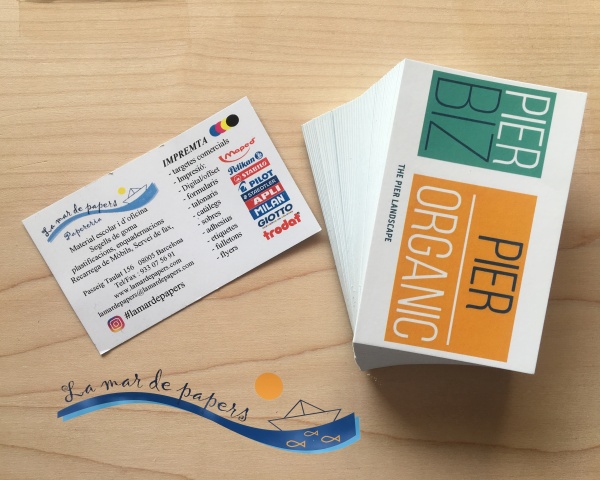 La mar de papers
Papereria
Material escolar i d'oficina
Segells de goma
plastificacions, enquadernacions
Recarrega de Mòbils, Servei de fax,
Passeig Taulat 156 08005 Barcelona
Tel/Fax 933 07 56 91
www.lamardepapers.com
lamardepapers@lamardepapers.com
#lamardepapers
IMPREMTA
- targetes comercials
- Impresió:
- Digital/offset
- formularis
- talonaris
- catàlegs
- sobres
- adhesius
- etiquetes
- fulletons
- flyers
Maped
Pelikan
STABILO
PILOT
STAEDTLER
APLI
MILAN
GIOTTO
trodat
PIER
BIZ
THE PIER LANDSCAPE
PIER
ORGANIC
La mar de papers